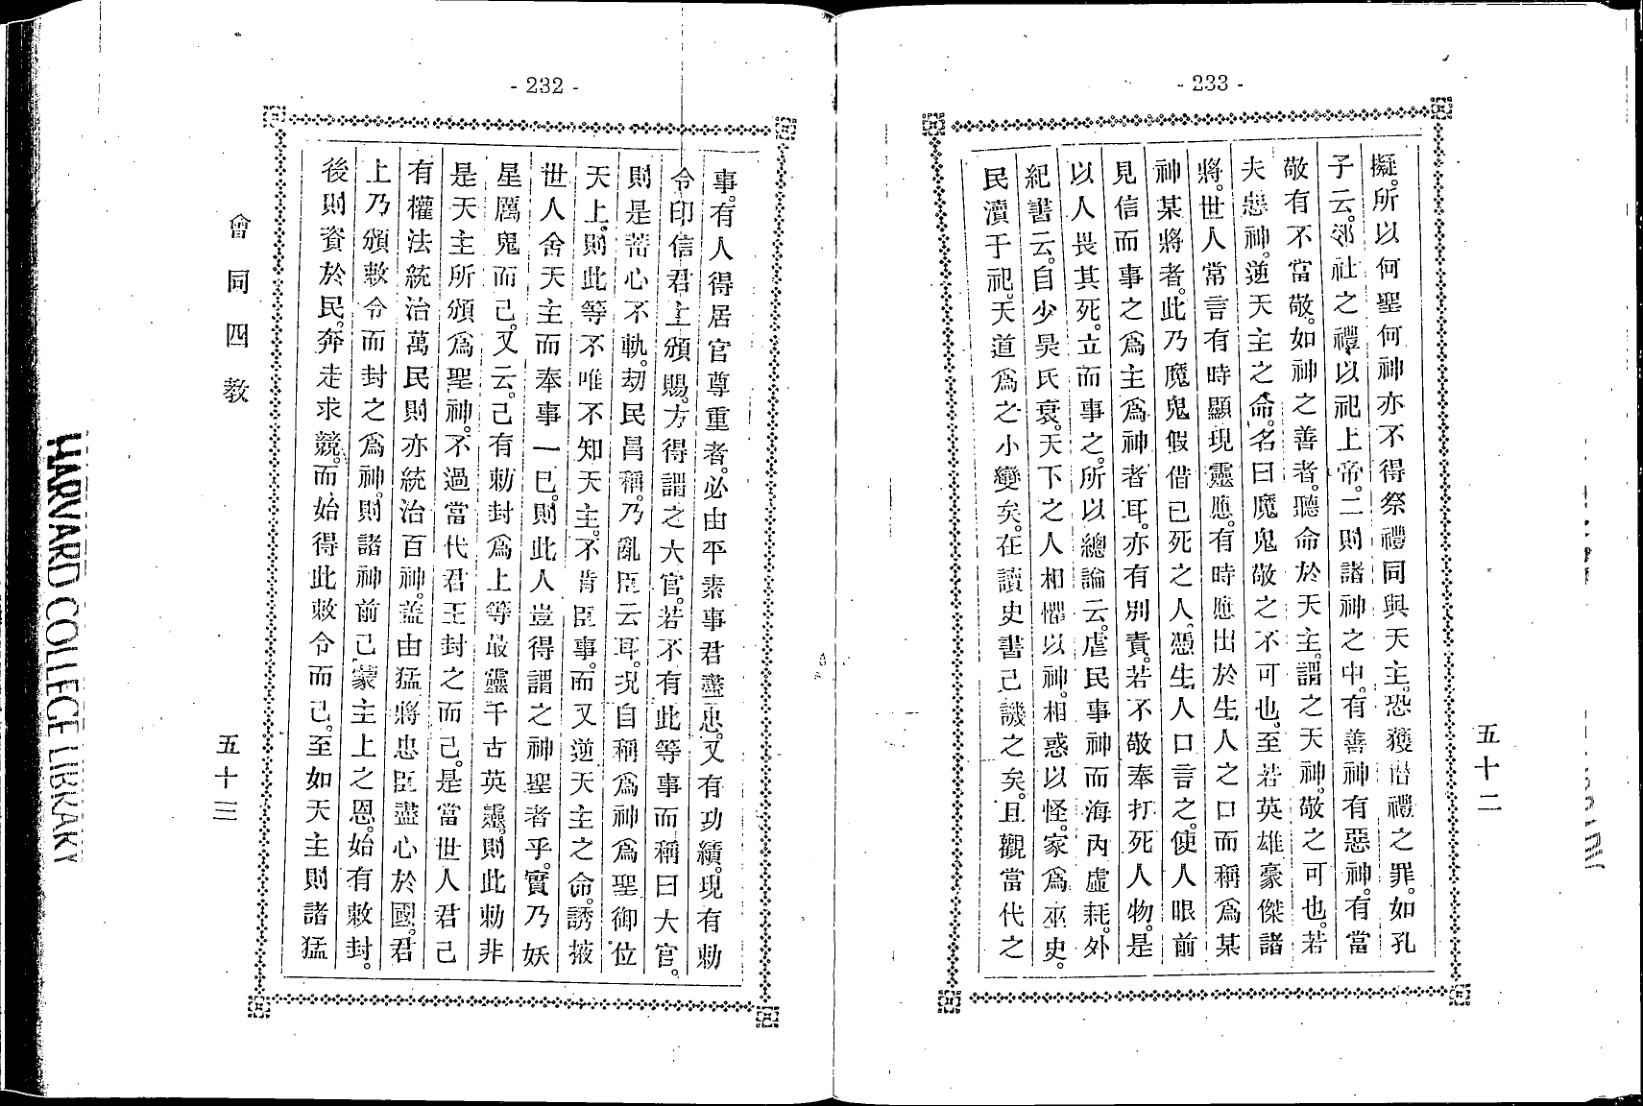 - 233 -
擬。所以何聖何神亦不得祭禮同與天主。恐獲僭禮之罪。如孔
子云。郊社之禮以祀上帝。二則諸神之中。有善神有惡神。有當
敬有不當敬。如神之善者。聽命於天主。謂之天神。敬之可也。若
夫惡神。逆天主之命。名曰魔鬼敬之不可也。至若英雄豪傑諸
將。世人常言有時顯現靈應。有時應出於生人之口而稱爲某
神某將者。此乃魔鬼假借已死之人。憑生人口言之。使人眼前
見信而事之爲主爲神者耳。亦有別責。若不敬奉打死人物。是
以人畏其死。立而事之。所以總論云。虐民事神而海內虛耗。外
紀書云。自少昊氏衰。天下之人相懼以神。相惑以怪。家爲巫史。
民瀆于祀。天道爲之小變矣。在讀史書己譏之矣。且觀當代之
五十二
- 232 -
事。有人得居官尊重者。必由平素事君盡忠。又有功績。現有勅
令印信君上頒賜。方得謂之大官。若不有此等事而稱曰大官。
則是蓄心不軌。刼民昌稱。乃亂臣云耳。況自稱爲神爲聖御位
天上。則此等不唯不知天主。不肯臣事。而又逆天主之命。誘掖
世人舍天主而奉事一已。則此人豈得謂之神聖者乎。實乃妖
星厲鬼而己。又云。己有勅封爲上等最靈千古英靈。則此勅非
是天主所頒爲聖神。不過當代君王封之而己。是當世人君己
有權法統治萬民則亦統治百神。蓋由猛將忠臣盡心於國。君
上乃頒敕令而封之爲神。則諸神前己蒙主上之恩。始有敕封。
後則資於民。奔走求競。而始得此敕令而己。至如天主則諸猛
會同四教
五十三
HARVARD COLLEGE LIBRARY